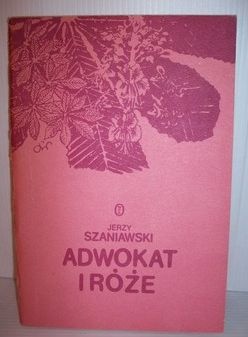 JERZY
SZANIAWSKI
ADWOKAT
I RÓŻE